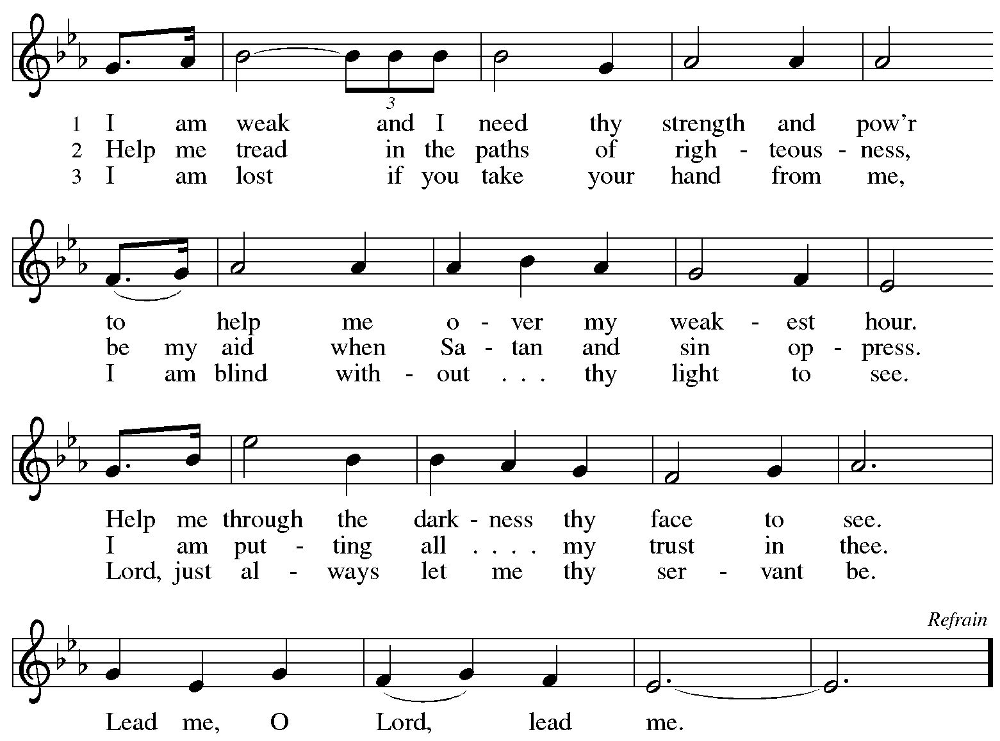 3
1 I am weak and I need thy strength and pow'r
2 Help me tread in the paths of righ - teous - ness,
3 I am lost if you take your hand from me,
to help me o - ver my weak - est hour.
be my aid when Sa - tan and sin op - press.
I am blind with - out . . . thy light to see.
Help me through the dark - ness thy face to see.
I am put - ting all . . . . my trust in thee.
Lord, just al - ways let me thy ser - vant be.
Refrain
Lead me, O Lord, lead me.